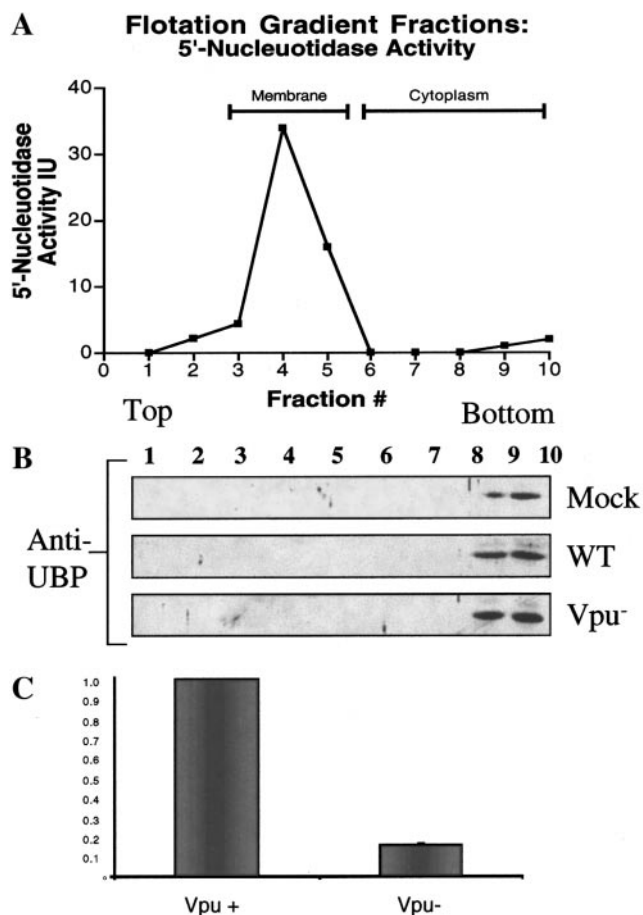 A
Flotation Gradient Fractions:
5'-Nucleuotidase Activity
5'-Nucleuotidase
Activity IU
40
30
20
10
0
Membrane
Cytoplasm
0 1 2 3 4 5 6 7 8 9 10
Top
Fraction #
Bottom
B
1 2 3 4 5 6 7 8 9 10
Anti-
UBP
Mock
WT
Vpu-
C
1.0
0.9
0.8
0.7
0.6
0.5
0.4
0.3
0.2
0.1
0
Vpu +
Vpu-